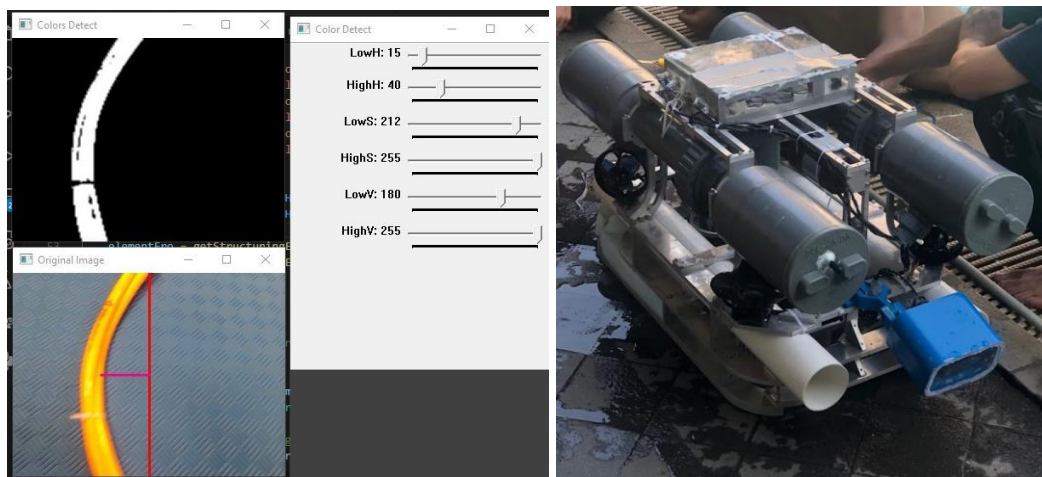 Colors Detect
Color Detect
LowH: 15
HighH: 40
LowS: 212
HighS: 255
LowV: 180
HighV: 255
53 elementEro = getStructuringE
Original Image